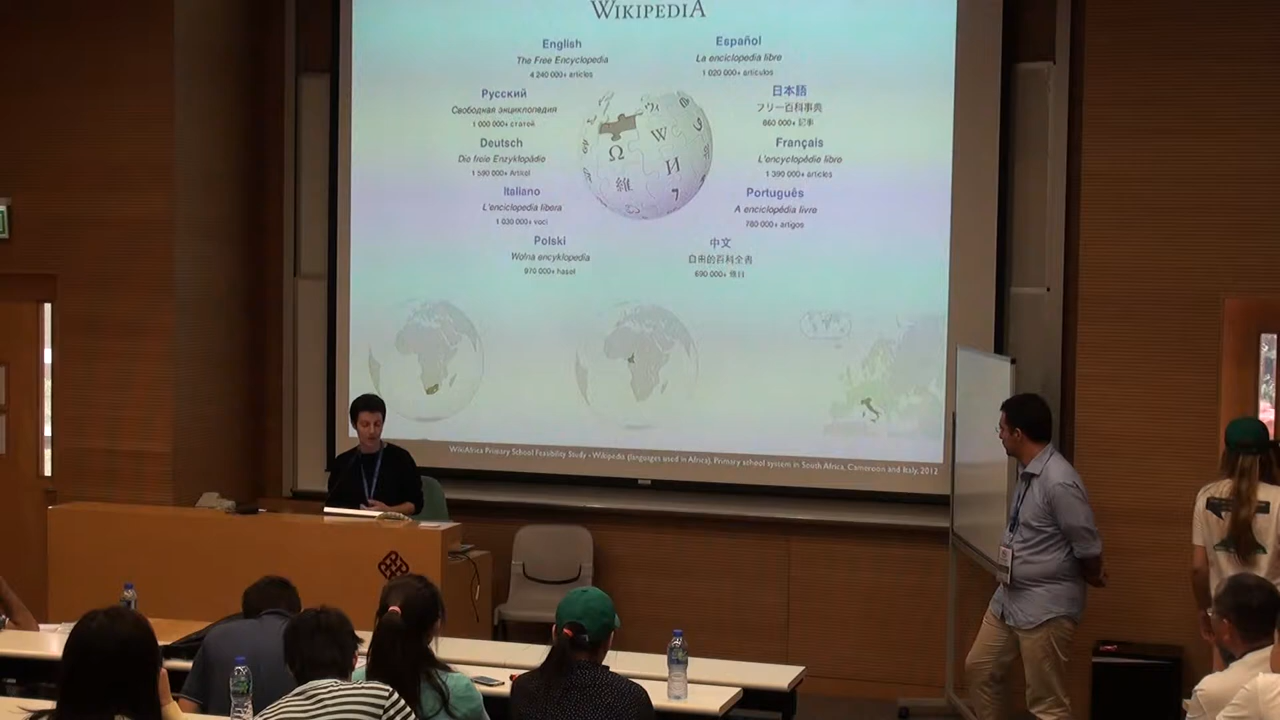 WIKIPEDIA
English
The Free Encyclopedia
4 240 000+ articles
Español
La enciclopedia libre
1 020 000+ artículos
Русский
Свободная энциклопедия
1 000 000+ статей
日本語
フリー百科事典
860 000+ 記事
Deutsch
Die freie Enzyklopädie
1 590 000+ Artikel
Français
L'encyclopédie libre
1 390 000+ articles
Italiano
L'enciclopedia libera
1 030 000+ voci
Português
A enciclopédia livre
780 000+ artigos
Polski
Wolna encyklopedia
970 000+ haseł
中文
自由的百科全書
690 000+ 條目
Ω W И 維
WikiAfrica Primary School Feasibility Study - Wikipedia (languages used in Africa). Primary school system in South Africa, Cameroon and Italy, 2012